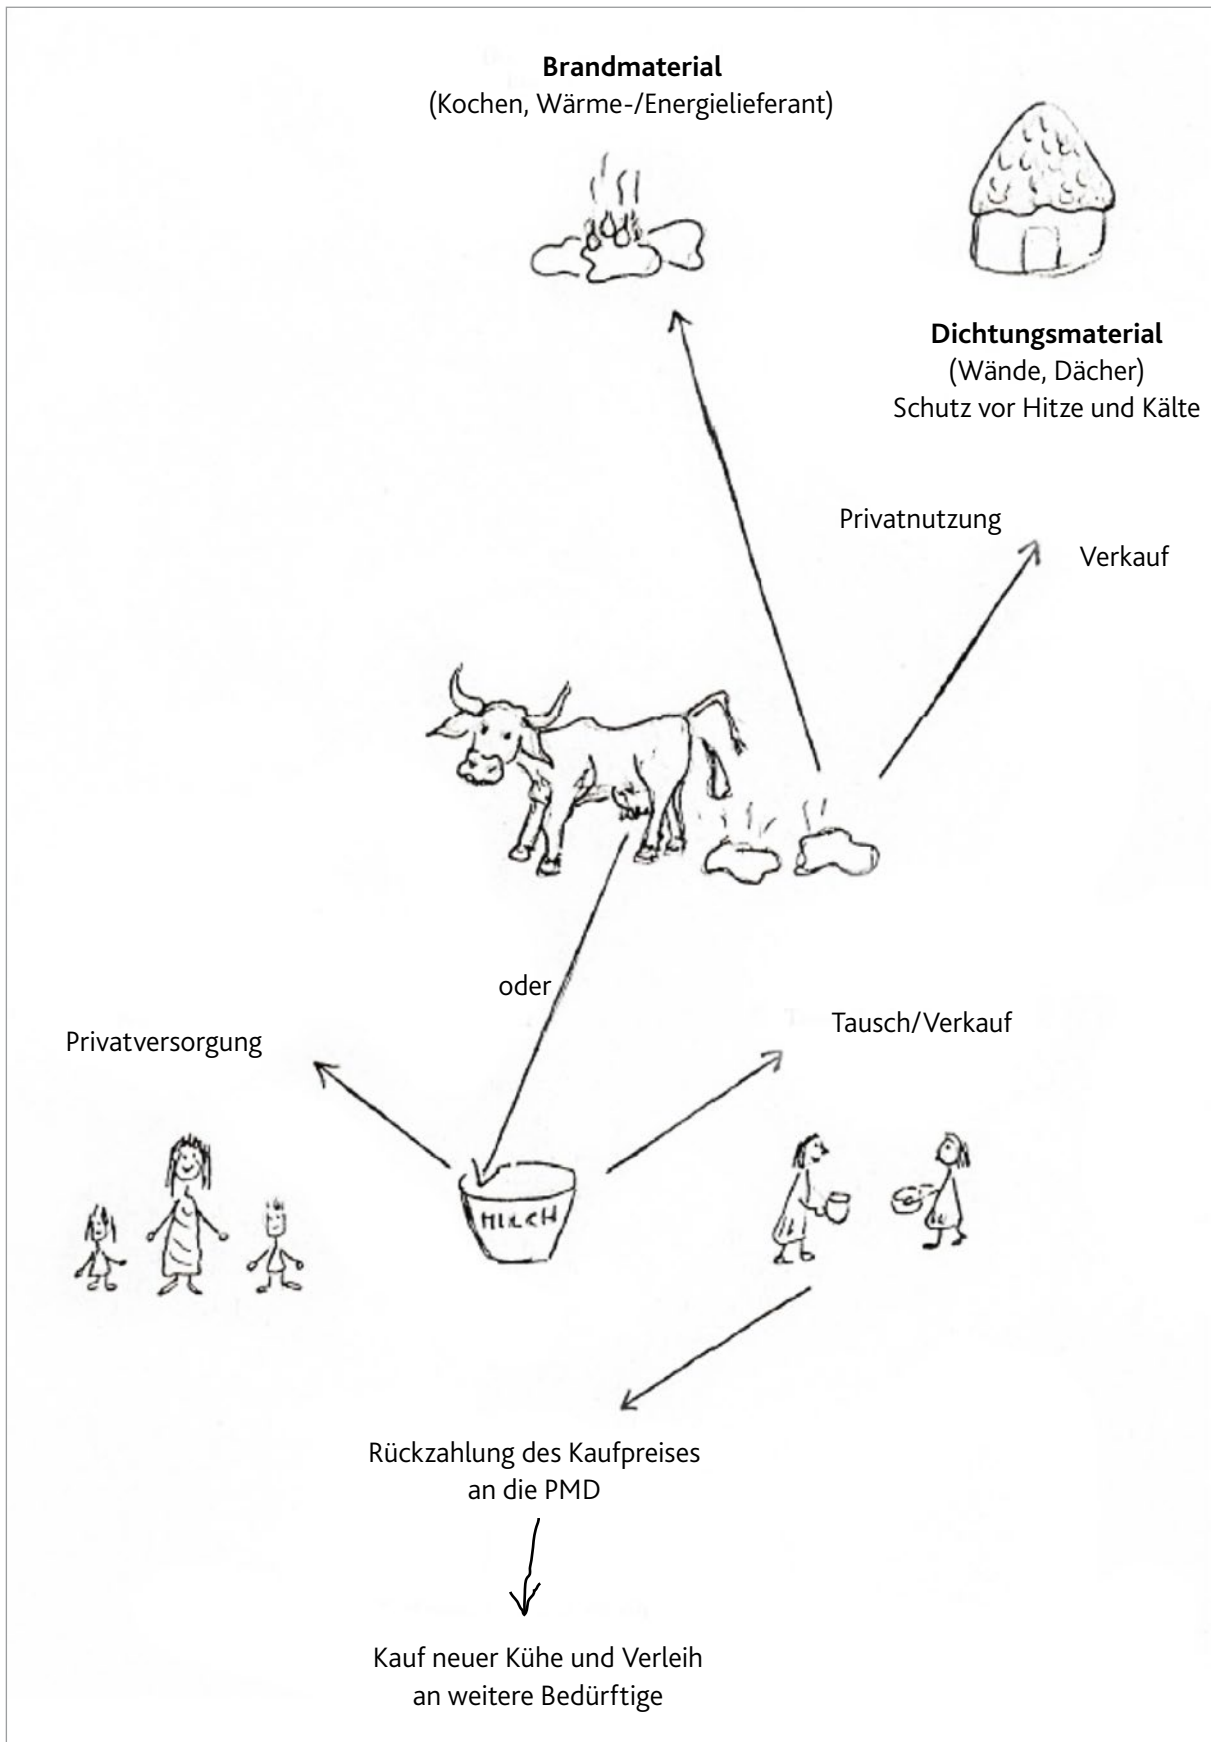 Brandmaterial
(Kochen, Wärme-/Energielieferant)
Dichtungsmaterial
(Wände, Dächer)
Schutz vor Hitze und Kälte
Privatnutzung
Verkauf
oder
Privatversorgung
Tausch/Verkauf
MILCH
Rückzahlung des Kaufpreises
an die PMD
Kauf neuer Kühe und Verleih
an weitere Bedürftige